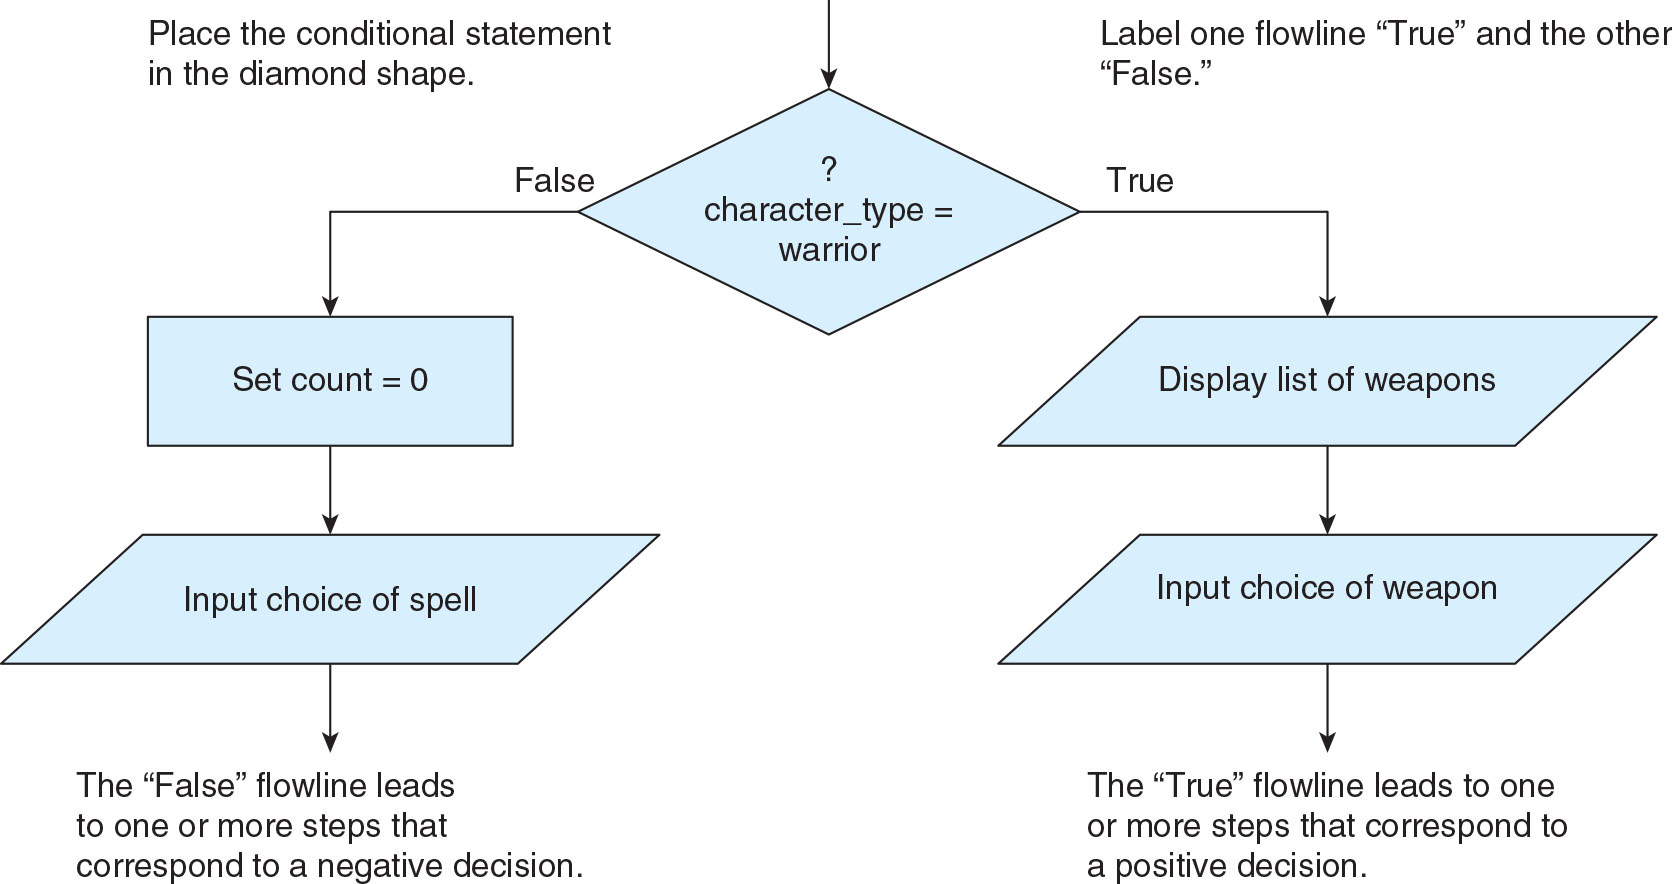 Place the conditional statement
in the diamond shape.
Label one flowline “True” and the other
“False.”
False
?
character_type =
warrior
True
Set count = 0
Display list of weapons
Input choice of spell
Input choice of weapon
The “False” flowline leads
to one or more steps that
correspond to a negative decision.
The “True” flowline leads to one
or more steps that correspond to
a positive decision.